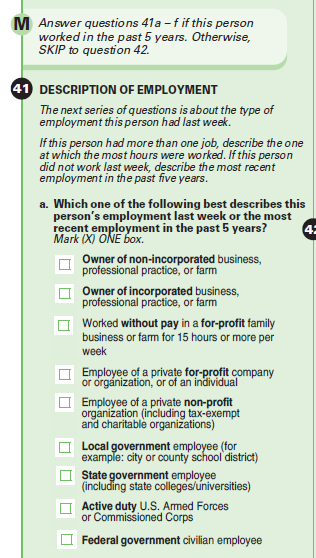 M Answer questions 41a – f if this person
worked in the past 5 years. Otherwise,
SKIP to question 42.
41 DESCRIPTION OF EMPLOYMENT
The next series of questions is about the type of
employment this person had last week.
If this person had more than one job, describe the one
at which the most hours were worked. If this person
did not work last week, describe the most recent
employment in the past five years.
a. Which one of the following best describes this
person's employment last week or the most
recent employment in the past 5 years?
Mark (X) ONE box.
Owner of non-incorporated business,
professional practice, or farm
Owner of incorporated business,
professional practice, or farm
Worked without pay in a for-profit family
business or farm for 15 hours or more per
week
Employee of a private for-profit company
or organization, or of an individual
Employee of a private non-profit
organization (including tax-exempt
and charitable organizations)
Local government employee (for
example: city or county school district)
State government employee
(including state colleges/universities)
Active duty U.S. Armed Forces
or Commissioned Corps
Federal government civilian employee